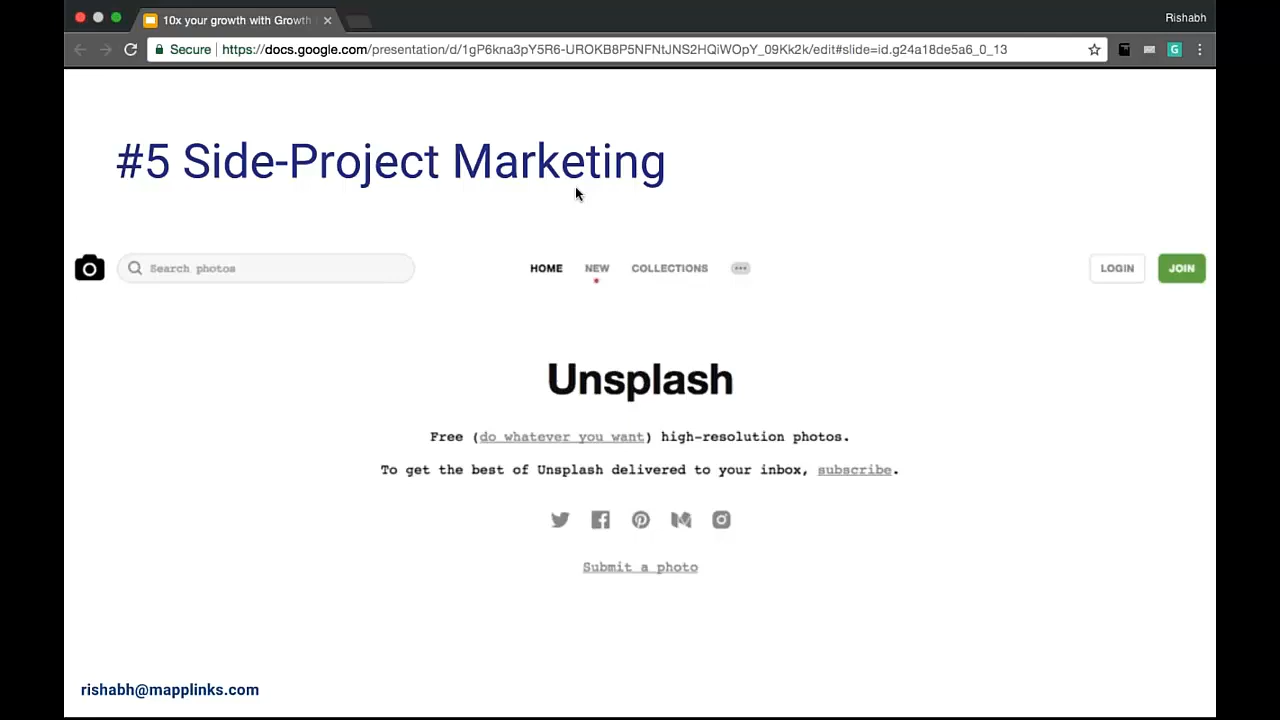 10x your growth with Growth
Rishabh
Secure
https://docs.google.com/presentation/d/1gP6kna3pY5R6-UROKB8P5NFNtJNS2HQiWOpY_09Kk2k/edit#slide=id.g24a18de5a6_0_13
G
#5 Side-Project Marketing
Search photos
HOME NEW COLLECTIONS
LOGIN JOIN
Unsplash
Free (do whatever you want) high-resolution photos.
To get the best of Unsplash delivered to your inbox, subscribe.
Submit a photo
rishabh@mapplinks.com